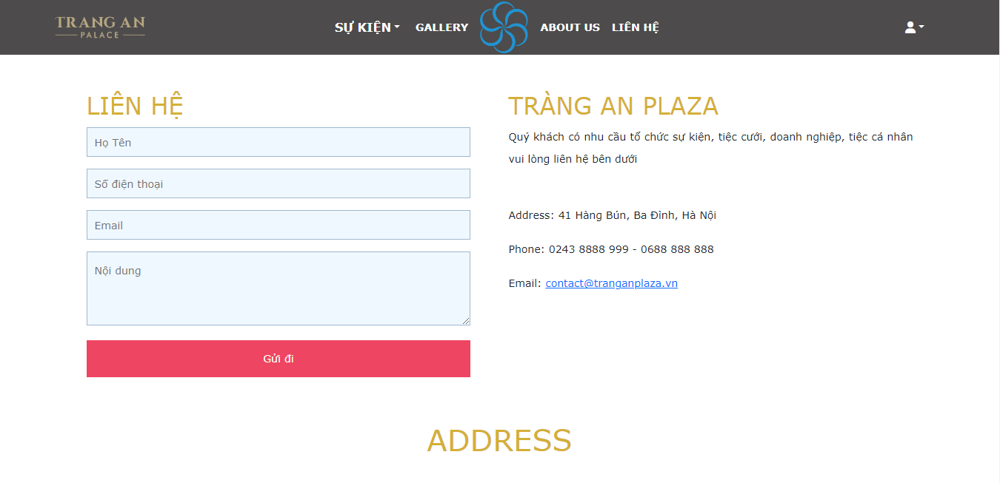 TRANG AN
PALACE
SỰ KIỆN
GALLERY
ABOUT US
LIÊN HỆ
LIÊN HỆ
Họ Tên
Số điện thoại
Email
Nội dung
Gửi đi
TRÀNG AN PLAZA
Quý khách có nhu cầu tổ chức sự kiện, tiệc cưới, doanh nghiệp, tiệc cá nhân
vui lòng liên hệ bên dưới
Address: 41 Hàng Bún, Ba Đình, Hà Nội
Phone: 0243 8888 999 - 0688 888 888
Email: contact@tranganplaza.vn
ADDRESS